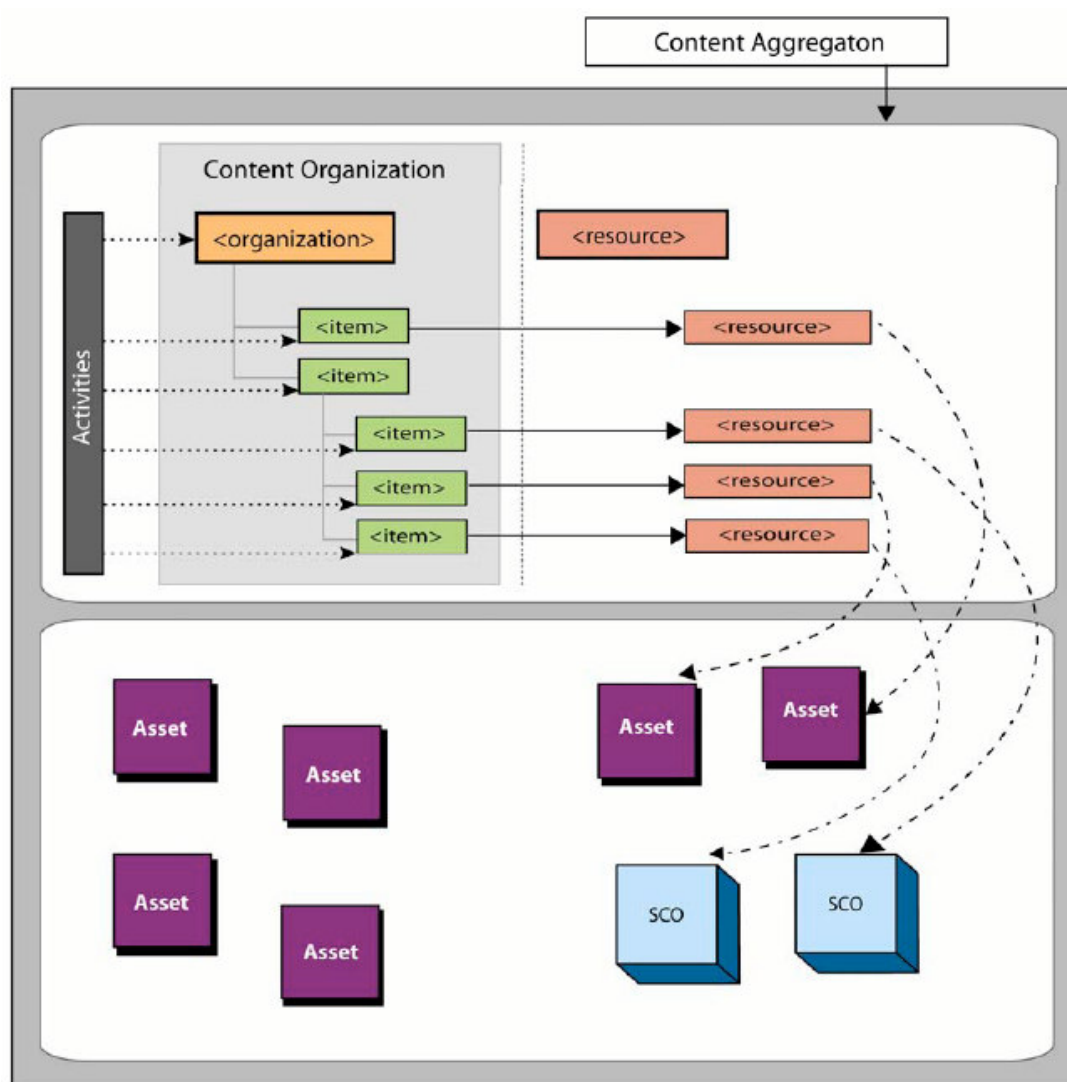 Content Aggregaton
Content Organization
Activities
<organization>
<resource>
<item>
<resource>
<item>
<item>
<resource>
<item>
<resource>
<item>
<resource>
Asset
Asset
Asset
Asset
Asset
Asset
SCO
SCO